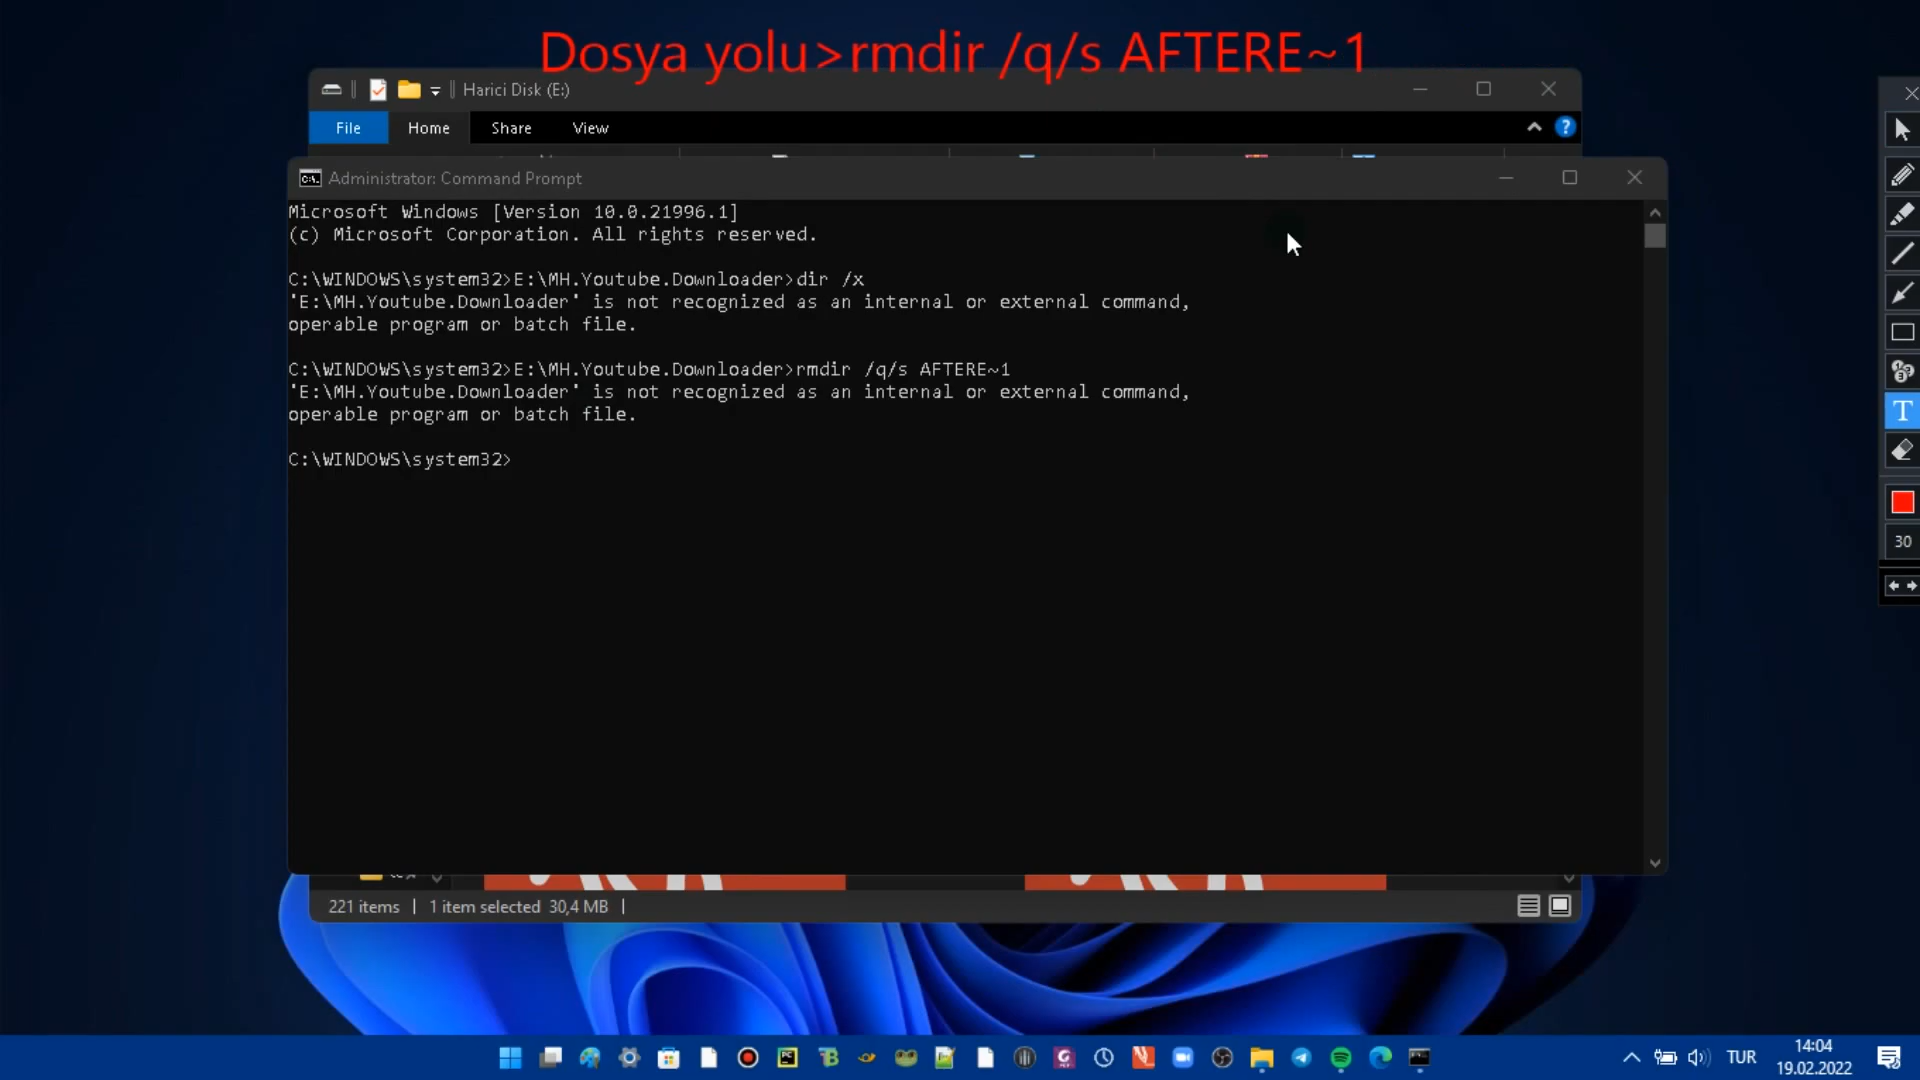 Dosya yolu>rmdir /q/s AFTERE~1
Harici Disk (E:)
File Home Share View
Administrator: Command Prompt
Microsoft Windows [Version 10.0.21996.1]
(c) Microsoft Corporation. All rights reserved.
C:\WINDOWS\system32>E:\MH.Youtube.Downloader>dir /x
'E:\MH.Youtube.Downloader' is not recognized as an internal or external command,
operable program or batch file.
C:\WINDOWS\system32>E:\MH.Youtube.Downloader>rmdir /q/s AFTERE~1
'E:\MH.Youtube.Downloader' is not recognized as an internal or external command,
operable program or batch file.
C:\WINDOWS\system32>
T
30
221 items | 1 item selected 30,4 MB |
TUR
14:04
19.02.2022